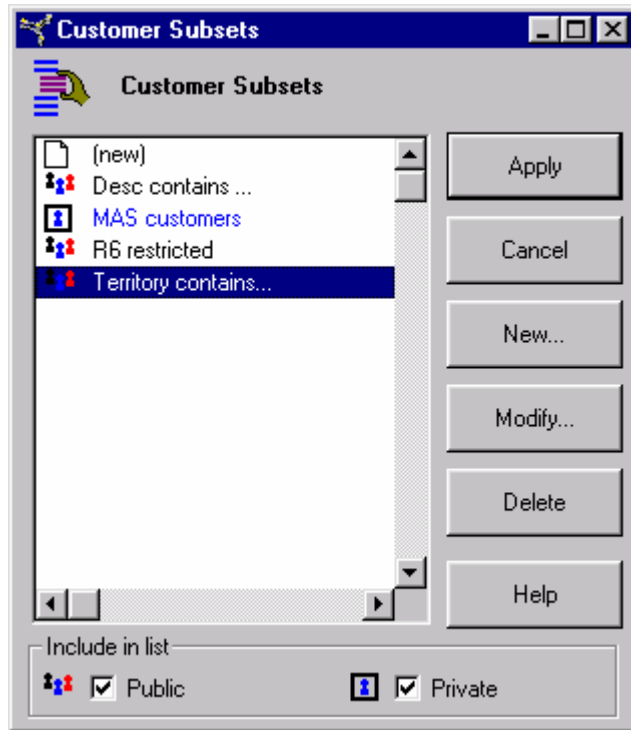 Customer Subsets
Customer Subsets
(new)
Desc contains ...
MAS customers
R6 restricted
Territory contains...
Apply
Cancel
New...
Modify...
Delete
Help
Include in list
Public
Private